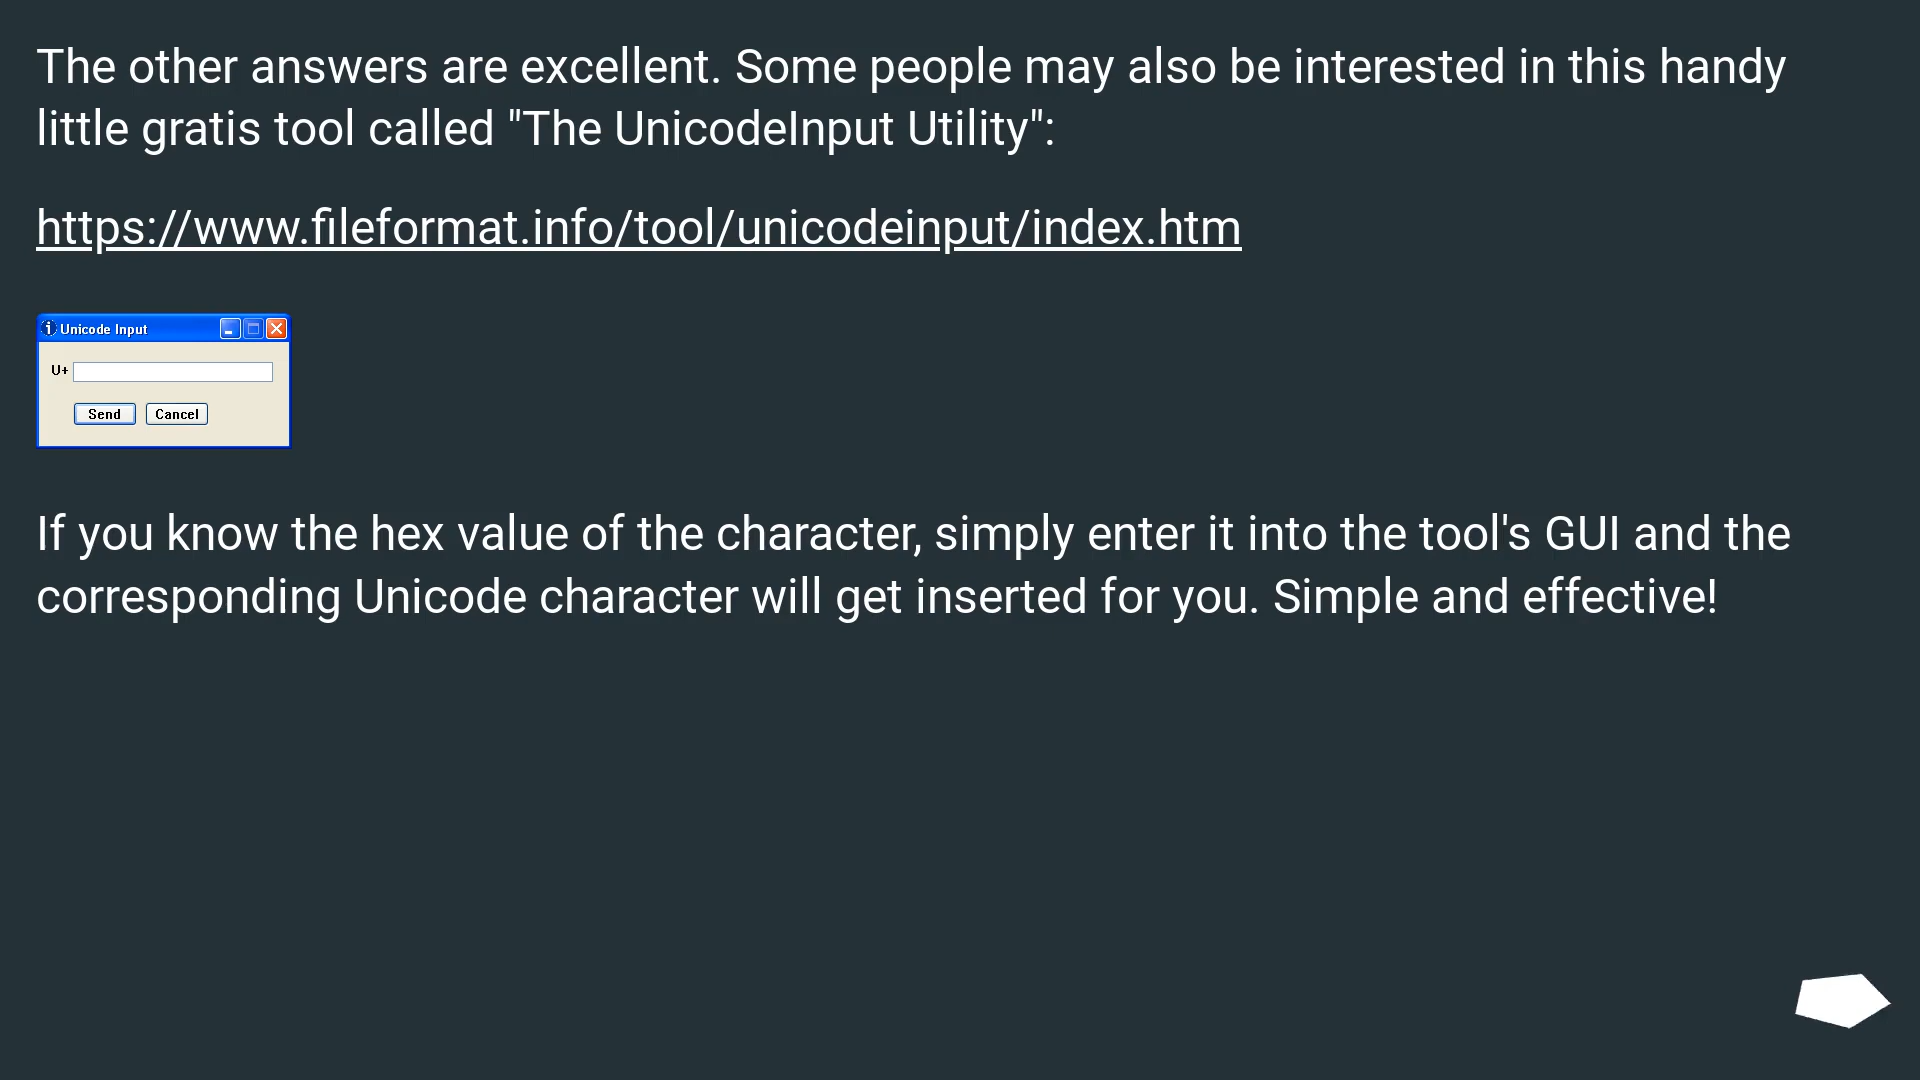 The other answers are excellent. Some people may also be interested in this handy
little gratis tool called "The UnicodeInput Utility":
https://www.fileformat.info/tool/unicodeinput/index.htm
Unicode Input
U+
Send Cancel
If you know the hex value of the character, simply enter it into the tool's GUI and the
corresponding Unicode character will get inserted for you. Simple and effective!